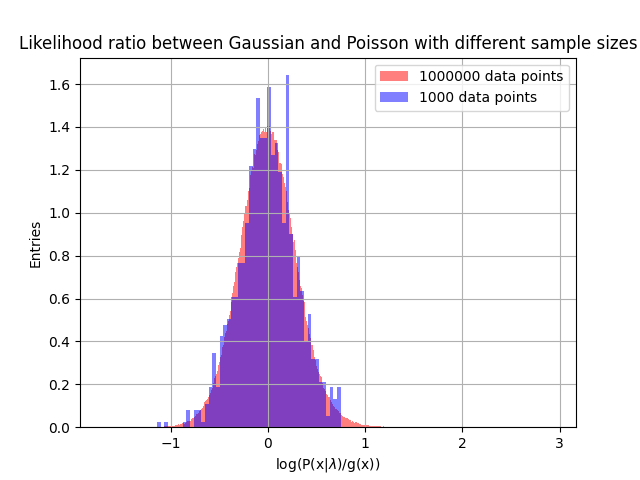 Likelihood ratio between Gaussian and Poisson with different sample sizes
1000000 data points
1000 data points
Entries
1.6
1.4
1.2
1.0
0.8
0.6
0.4
0.2
0.0
−1 0 1 2 3
log(P(x|λ)/g(x))